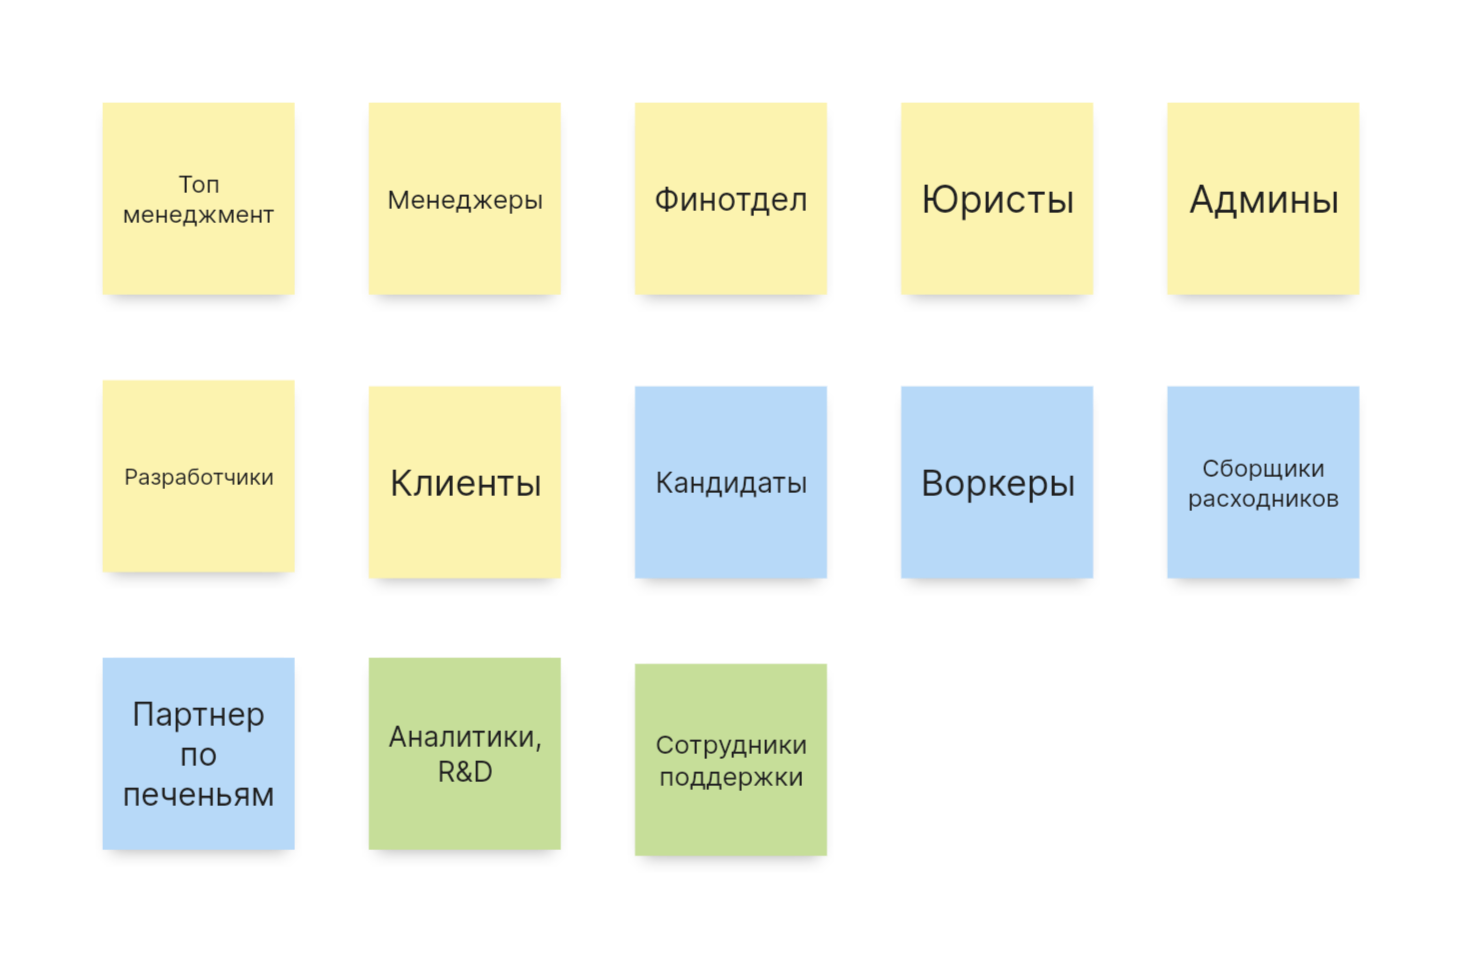 Топ
менеджмент
Менеджеры
Финотдел
Юристы
Админы
Разработчики
Клиенты
Кандидаты
Воркеры
Сборщики
расходников
Партнер
по
печеньям
Аналитики,
R&D
Сотрудники
поддержки